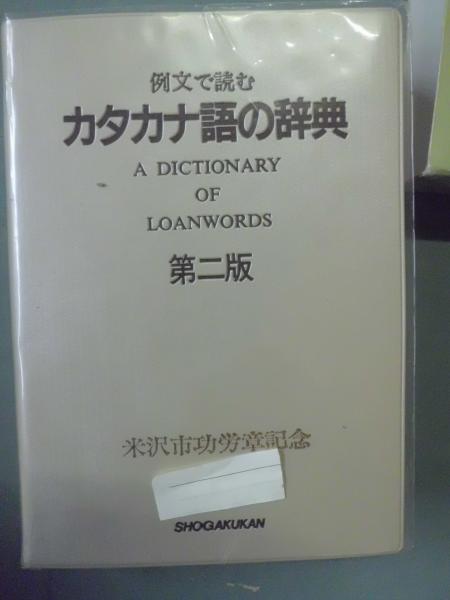 例文で読む
カタカナ語の辞典
A DICTIONARY
OF
LOANWORDS
第二版
米沢市功労章記念
SHOGAKUKAN